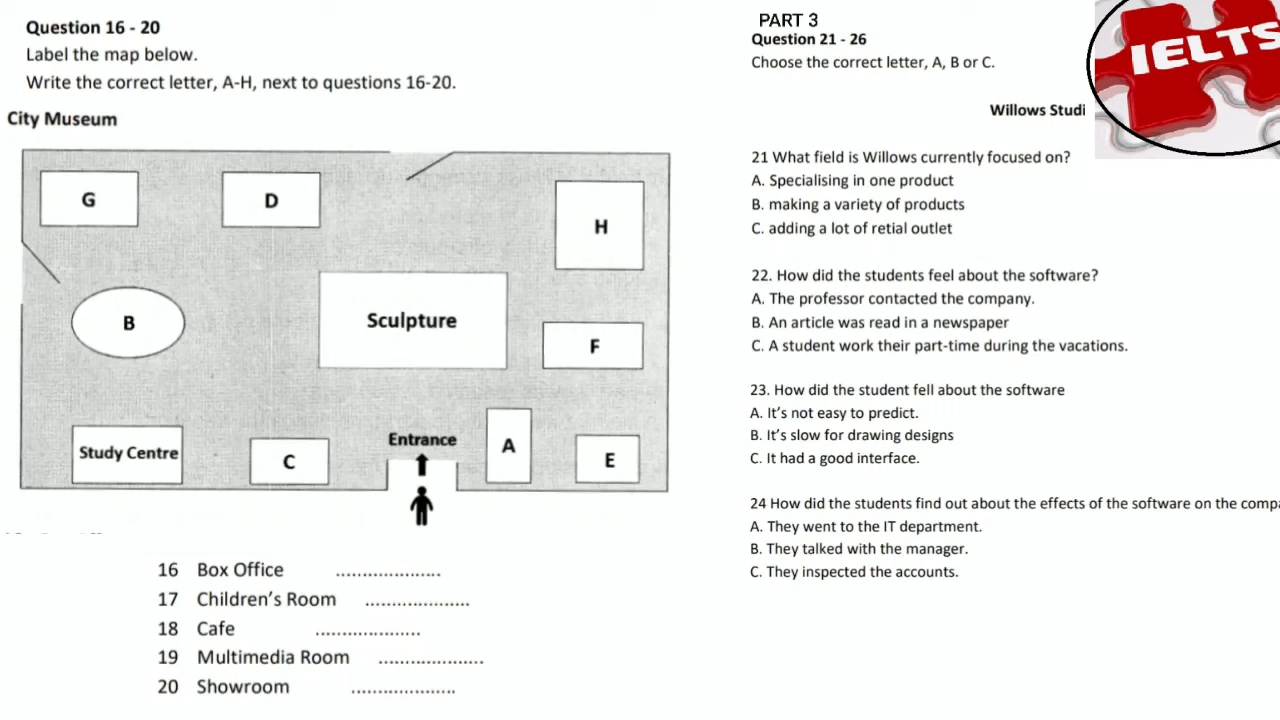 Question 16 - 20
Label the map below.
Write the correct letter, A-H, next to questions 16-20.
City Museum
G
D
H
B
Sculpture
F
Study Centre
C
Entrance
A
E
16 Box Office ....................
17 Children's Room ....................
18 Cafe ....................
19 Multimedia Room ....................
20 Showroom ....................
PART 3
Question 21 - 26
Choose the correct letter, A, B or C.
IELTS
Willows Studi
21 What field is Willows currently focused on?
A. Specialising in one product
B. making a variety of products
C. adding a lot of retial outlet
22. How did the students feel about the software?
A. The professor contacted the company.
B. An article was read in a newspaper
C. A student work their part-time during the vacations.
23. How did the student fell about the software
A. It's not easy to predict.
B. It's slow for drawing designs
C. It had a good interface.
24 How did the students find out about the effects of the software on the compa
A. They went to the IT department.
B. They talked with the manager.
C. They inspected the accounts.